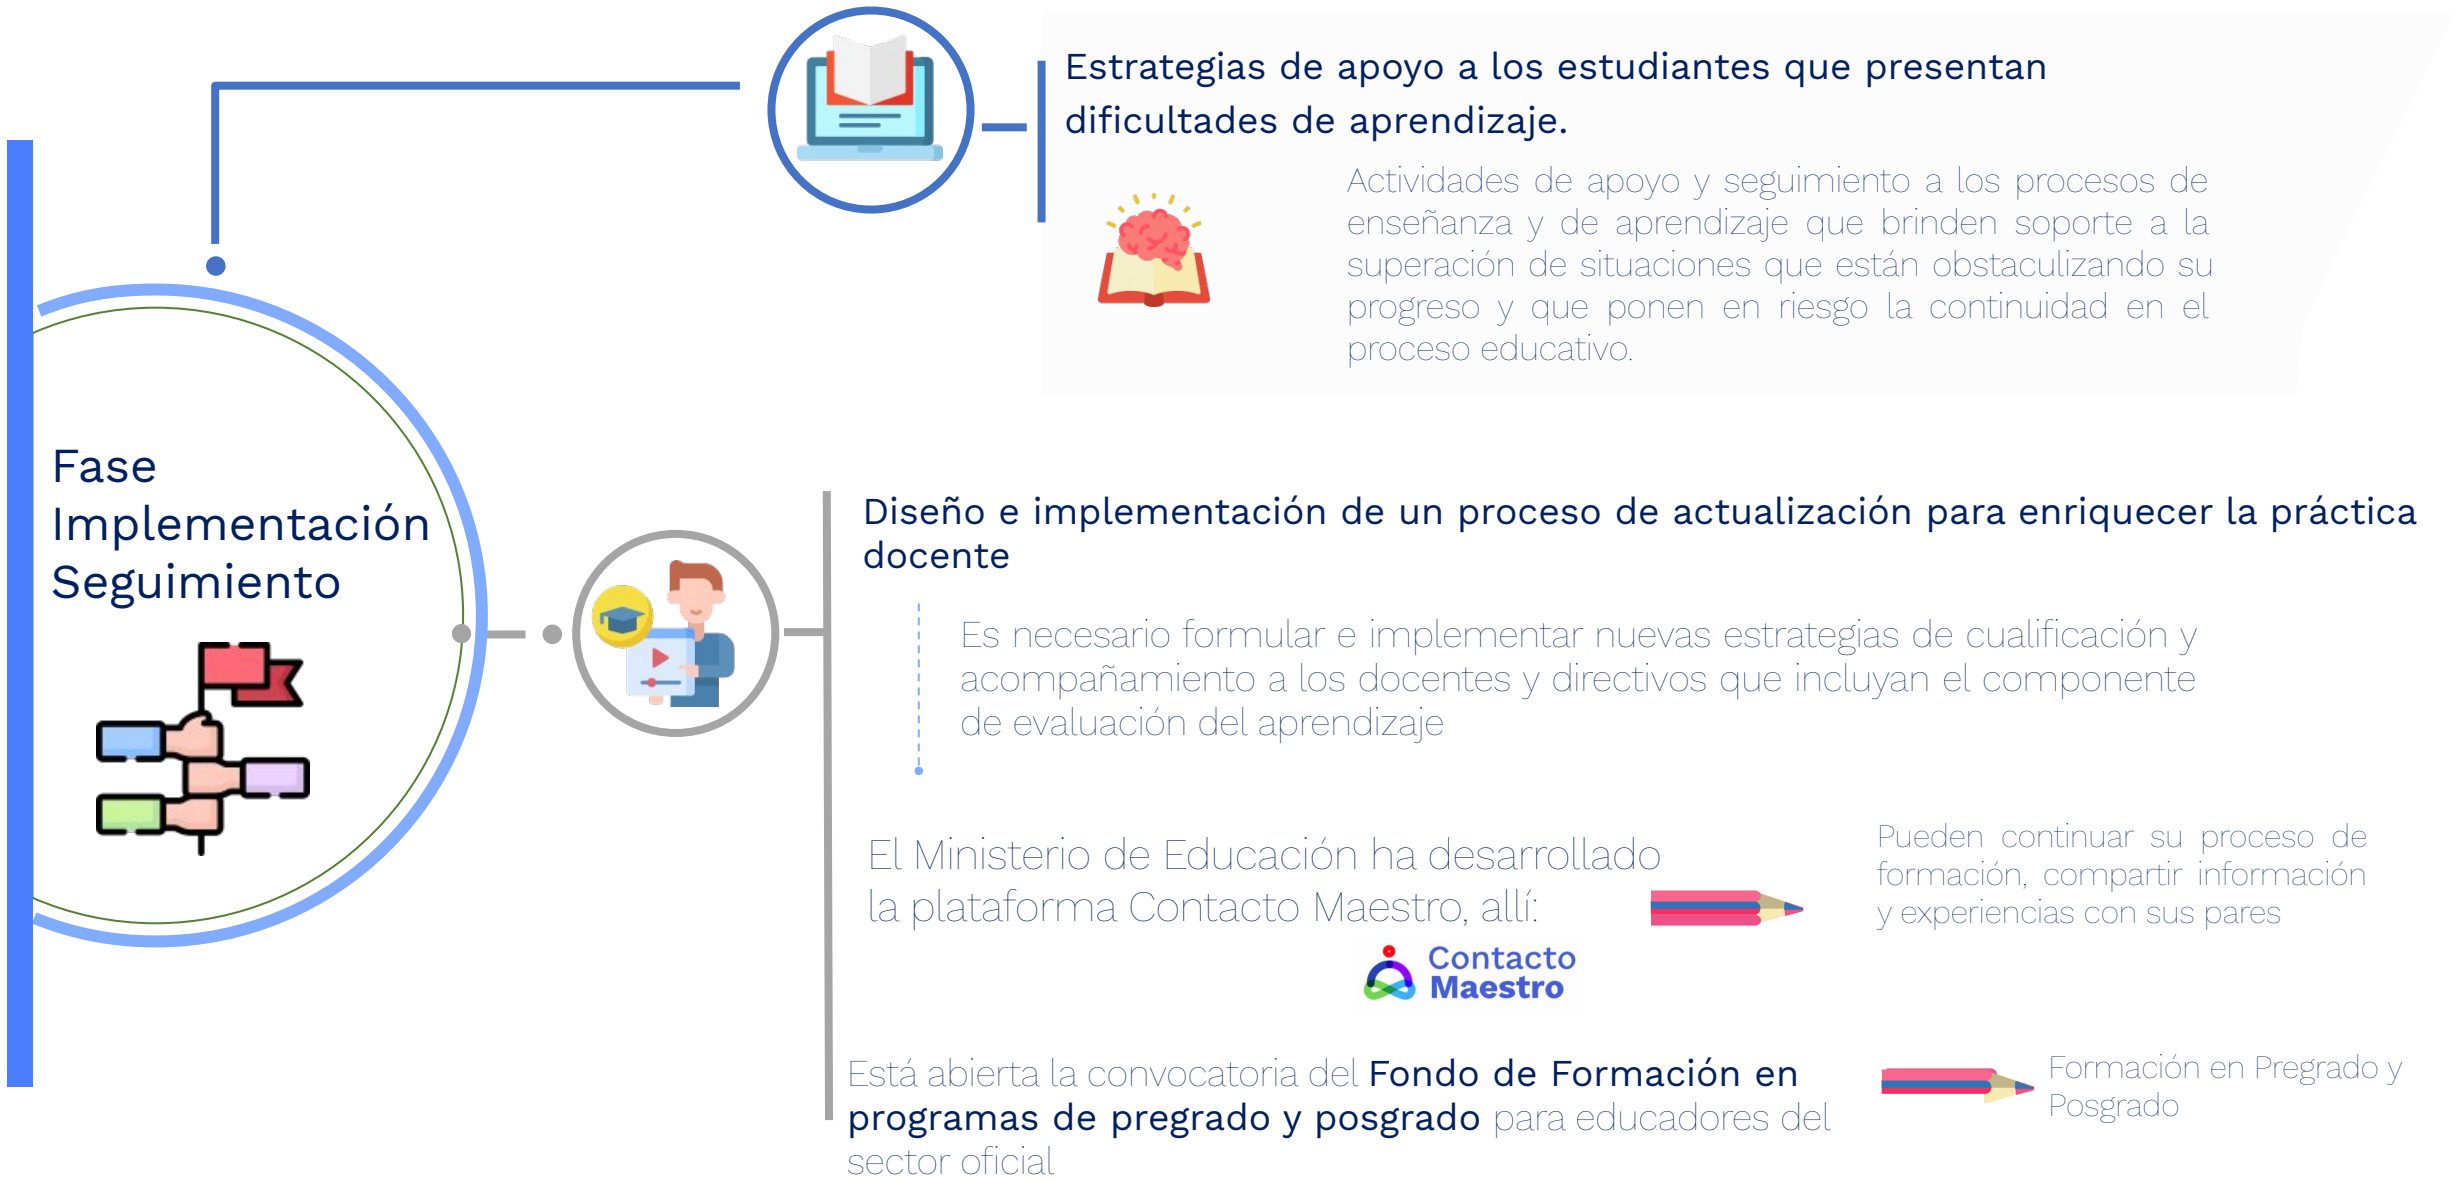 Estrategias de apoyo a los estudiantes que presentan
dificultades de aprendizaje.
Actividades de apoyo y seguimiento a los procesos de
enseñanza y de aprendizaje que brinden soporte a la
superación de situaciones que están obstaculizando su
progreso y que ponen en riesgo la continuidad en el
proceso educativo.
Fase
Implementación
Seguimiento
Diseño e implementación de un proceso de actualización para enriquecer la práctica
docente
Es necesario formular e implementar nuevas estrategias de cualificación y
acompañamiento a los docentes y directivos que incluyan el componente
de evaluación del aprendizaje
El Ministerio de Educación ha desarrollado
la plataforma Contacto Maestro, allí:
Pueden continuar su proceso de
formación, compartir información
y experiencias con sus pares
Contacto
Maestro
Está abierta la convocatoria del Fondo de Formación en
programas de pregrado y posgrado para educadores del
sector oficial
Formación en Pregrado y
Posgrado